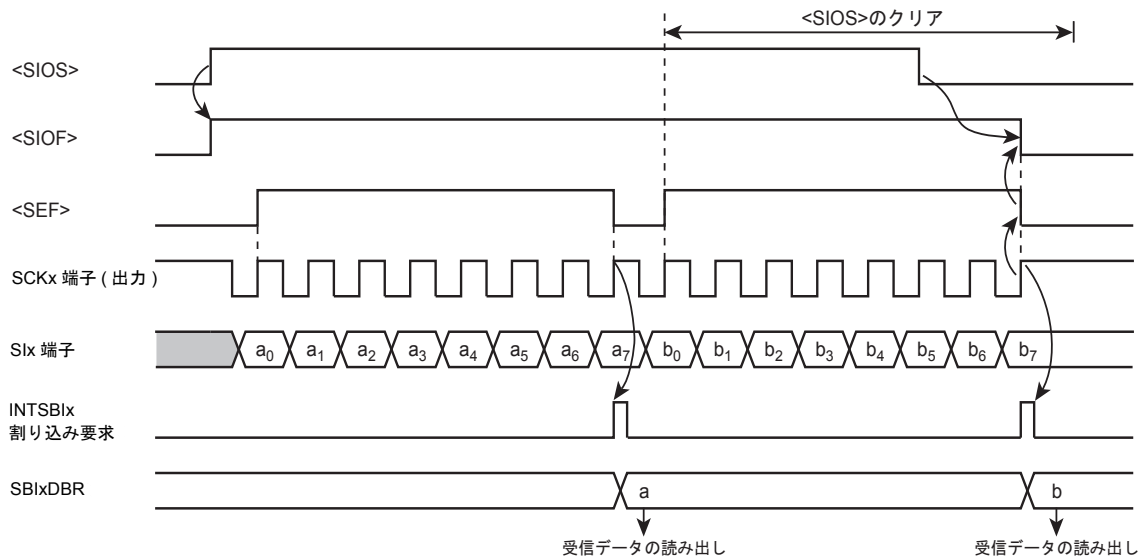 <SIOS>のクリア
<SIOS>
<SIOF>
<SEF>
SCKx 端子 ( 出力 )
SIx 端子
a0 a1 a2 a3 a4 a5 a6 a7 b0 b1 b2 b3 b4 b5 b6 b7
INTSBIx
割り込み要求
SBIxDBR
a b
受信データの読み出し 受信データの読み出し